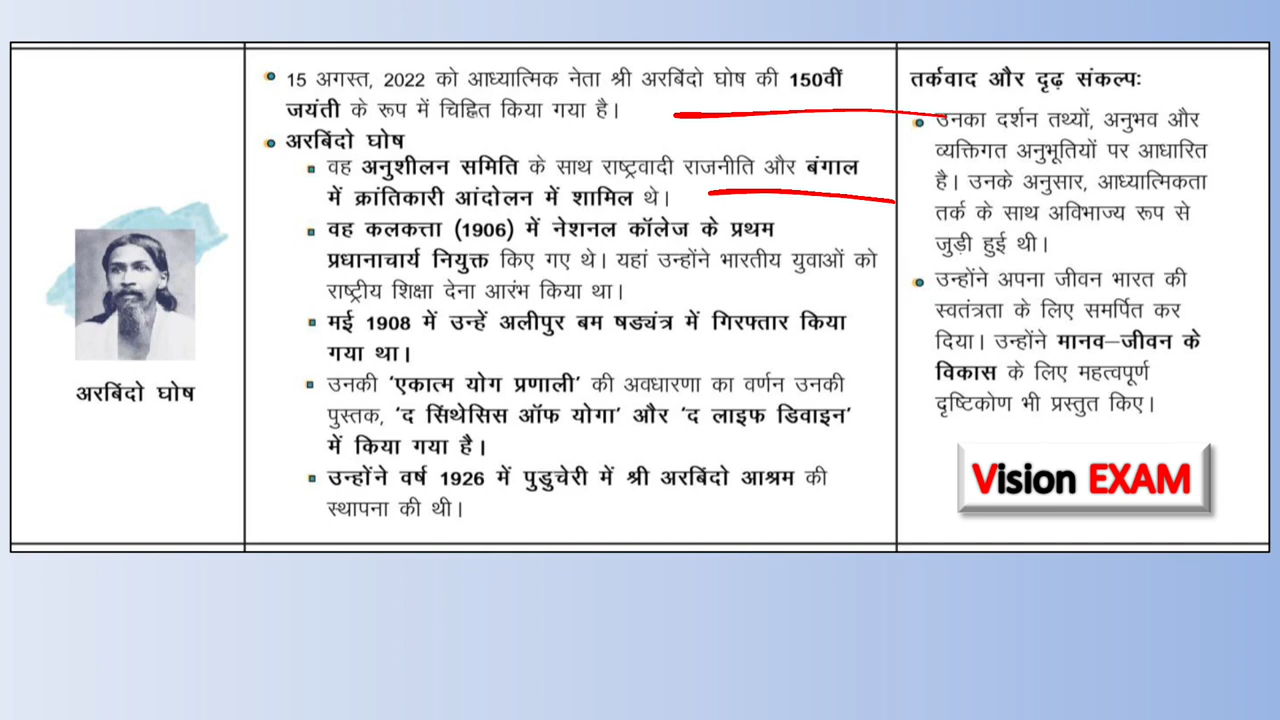 अरबिंदो घोष
15 अगस्त, 2022 को आध्यात्मिक नेता श्री अरबिंदो घोष की 150वीं
जयंती के रूप में चिह्नित किया गया है।
अरबिंदो घोष
वह अनुशीलन समिति के साथ राष्ट्रवादी राजनीति और बंगाल
में क्रांतिकारी आंदोलन में शामिल थे।
वह कलकत्ता (1906) में नेशनल कॉलेज के प्रथम
प्रधानाचार्य नियुक्त किए गए थे। यहां उन्होंने भारतीय युवाओं को
राष्ट्रीय शिक्षा देना आरंभ किया था।
मई 1908 में उन्हें अलीपुर बम षड्यंत्र में गिरफ्तार किया
गया था।
उनकी 'एकात्म योग प्रणाली' की अवधारणा का वर्णन उनकी
पुस्तक, 'द सिंथेसिस ऑफ योगा' और 'द लाइफ डिवाइन'
में किया गया है।
उन्होंने वर्ष 1926 में पुडुचेरी में श्री अरबिंदो आश्रम की
स्थापना की थी।
तर्कवाद और दृढ़ संकल्पः
उनका दर्शन तथ्यों, अनुभव और
व्यक्तिगत अनुभूतियों पर आधारित
है। उनके अनुसार, आध्यात्मिकता
तर्क के साथ अविभाज्य रूप से
जुड़ी हुई थी।
उन्होंने अपना जीवन भारत की
स्वतंत्रता के लिए समर्पित कर
दिया। उन्होंने मानव–जीवन के
विकास के लिए महत्वपूर्ण
दृष्टिकोण भी प्रस्तुत किए।
Vision EXAM